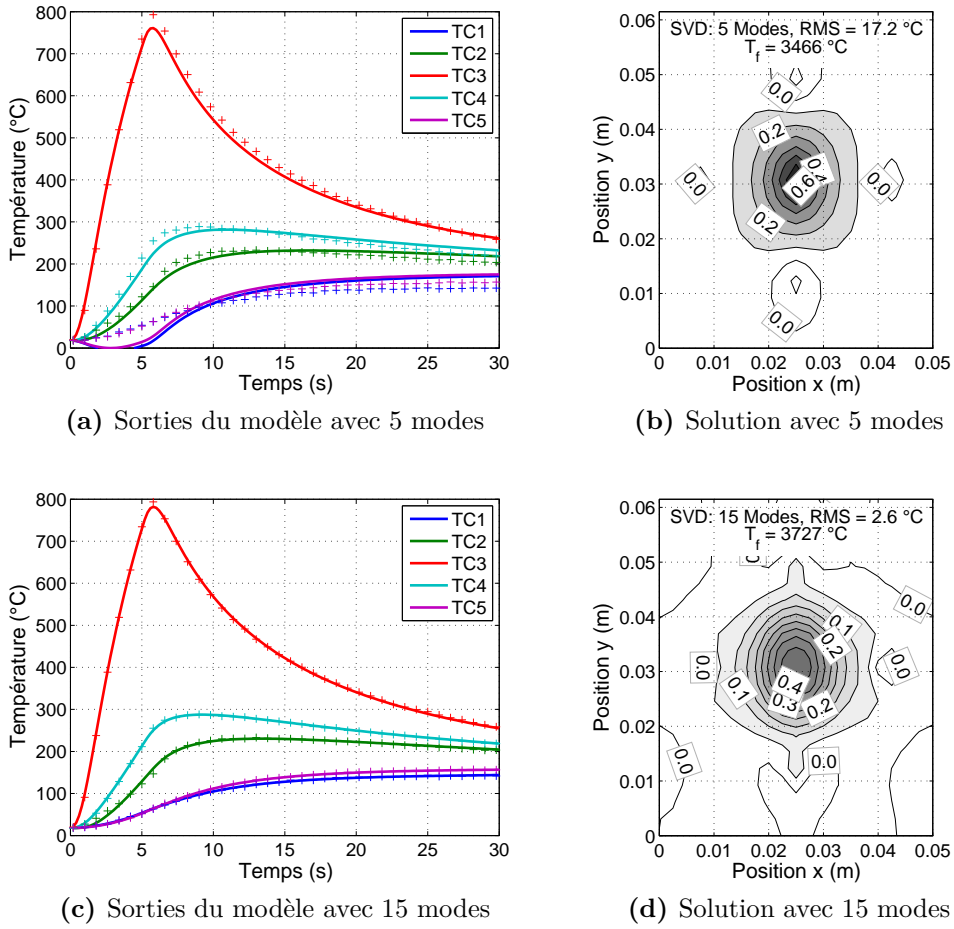 800
700
600
500
400
300
200
100
0
Température (°C)
0 5 10 15 20 25 30
Temps (s)
TC1
TC2
TC3
TC4
TC5
(a) Sorties du modèle avec 5 modes
SVD: 5 Modes, RMS = 17.2 °C
T_f = 3466 °C
0.06
0.05
0.04
0.03
0.02
0.01
0
Position y (m)
0.0
0.2
0.4
0.6
0.0
0.0
0.2
0.0
0 0.01 0.02 0.03 0.04 0.05
Position x (m)
(b) Solution avec 5 modes
800
700
600
500
400
300
200
100
0
Température (°C)
0 5 10 15 20 25 30
Temps (s)
TC1
TC2
TC3
TC4
TC5
(c) Sorties du modèle avec 15 modes
SVD: 15 Modes, RMS = 2.6 °C
T_f = 3727 °C
0.06
0.05
0.04
0.03
0.02
0.01
0
Position y (m)
0.0
0.1
0.2
0.0
0.0
0.4
0.3
0.2
0.1
0.0
0.0
0 0.01 0.02 0.03 0.04 0.05
Position x (m)
(d) Solution avec 15 modes